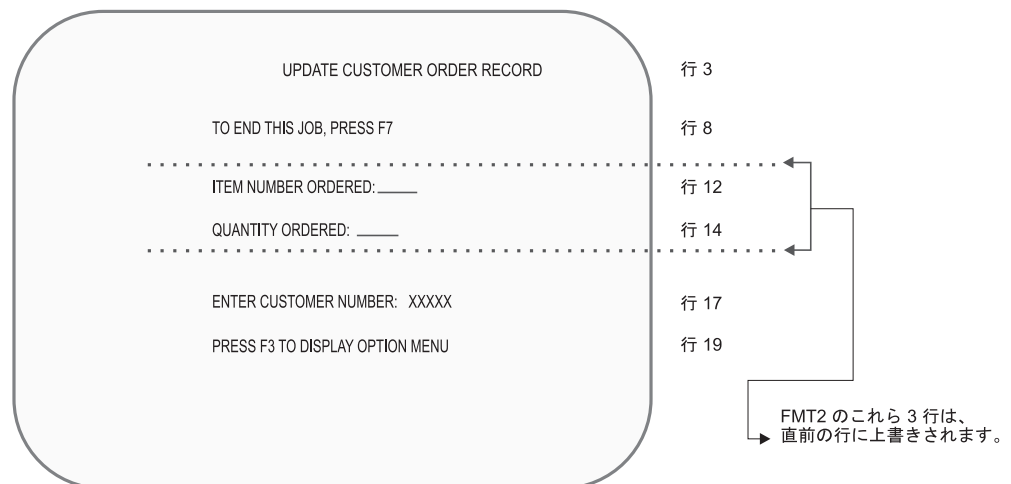 UPDATE CUSTOMER ORDER RECORD 行 3
TO END THIS JOB, PRESS F7 行 8
ITEM NUMBER ORDERED: 行 12
QUANTITY ORDERED: 行 14
ENTER CUSTOMER NUMBER: XXXXX 行 17
PRESS F3 TO DISPLAY OPTION MENU 行 19
FMT2 のこれら 3 行は、
直前の行に上書きされます。